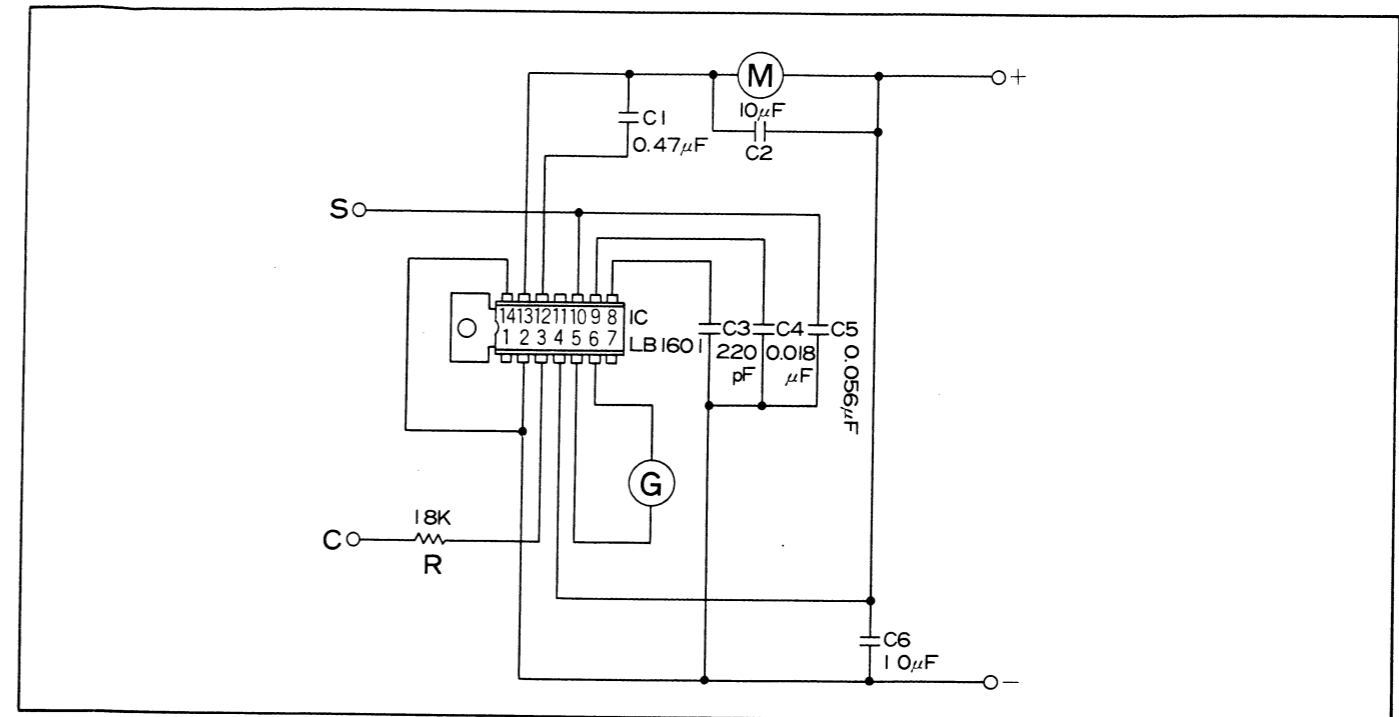 M
+
10μF
C2
C1
0.47μF
S
14 13 12 11 10 9 8
1 2 3 4 5 6 7
IC
LB1601
C3
220
pF
C4
0.018
μF
C5
0.056μF
G
C
18K
R
C6
10μF
−